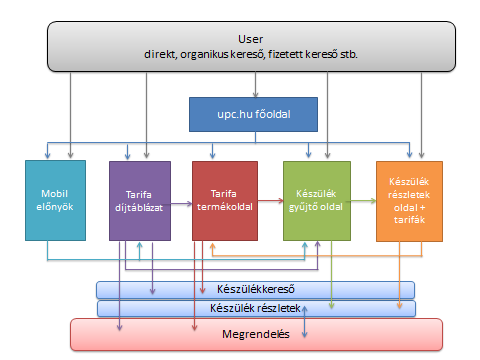 User
direkt, organikus kereső, fizetett kereső stb.
upc.hu főoldal
Mobil
előnyök
Tarifa
díjtáblázat
Tarifa
termékoldal
Készülék
gyűjtő oldal
Készülék
részletek
oldal +
tarifák
Készülékkereső
Készülék részletek
Megrendelés